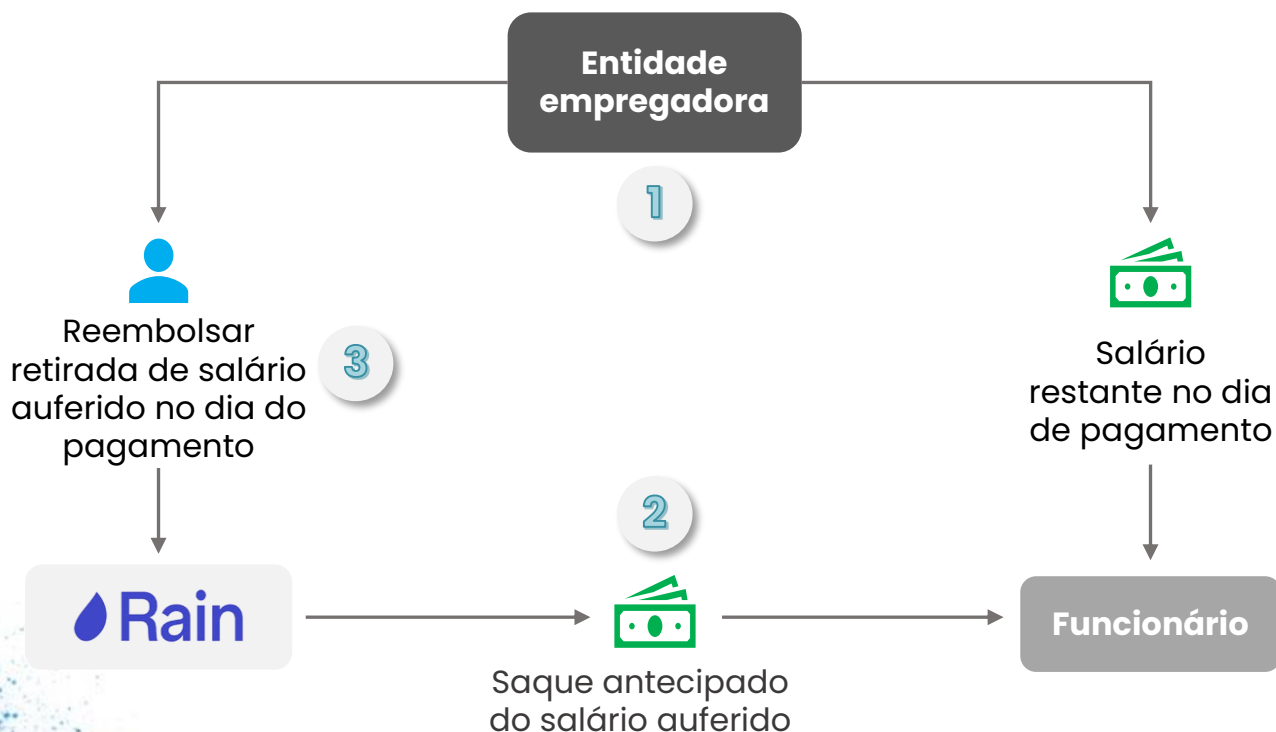 Entidade
empregadora
1
Reembolsar
retirada de salário
auferido no dia do
pagamento
3
Salário
restante no dia
de pagamento
2
Rain
Saque antecipado
do salário auferido
Funcionário